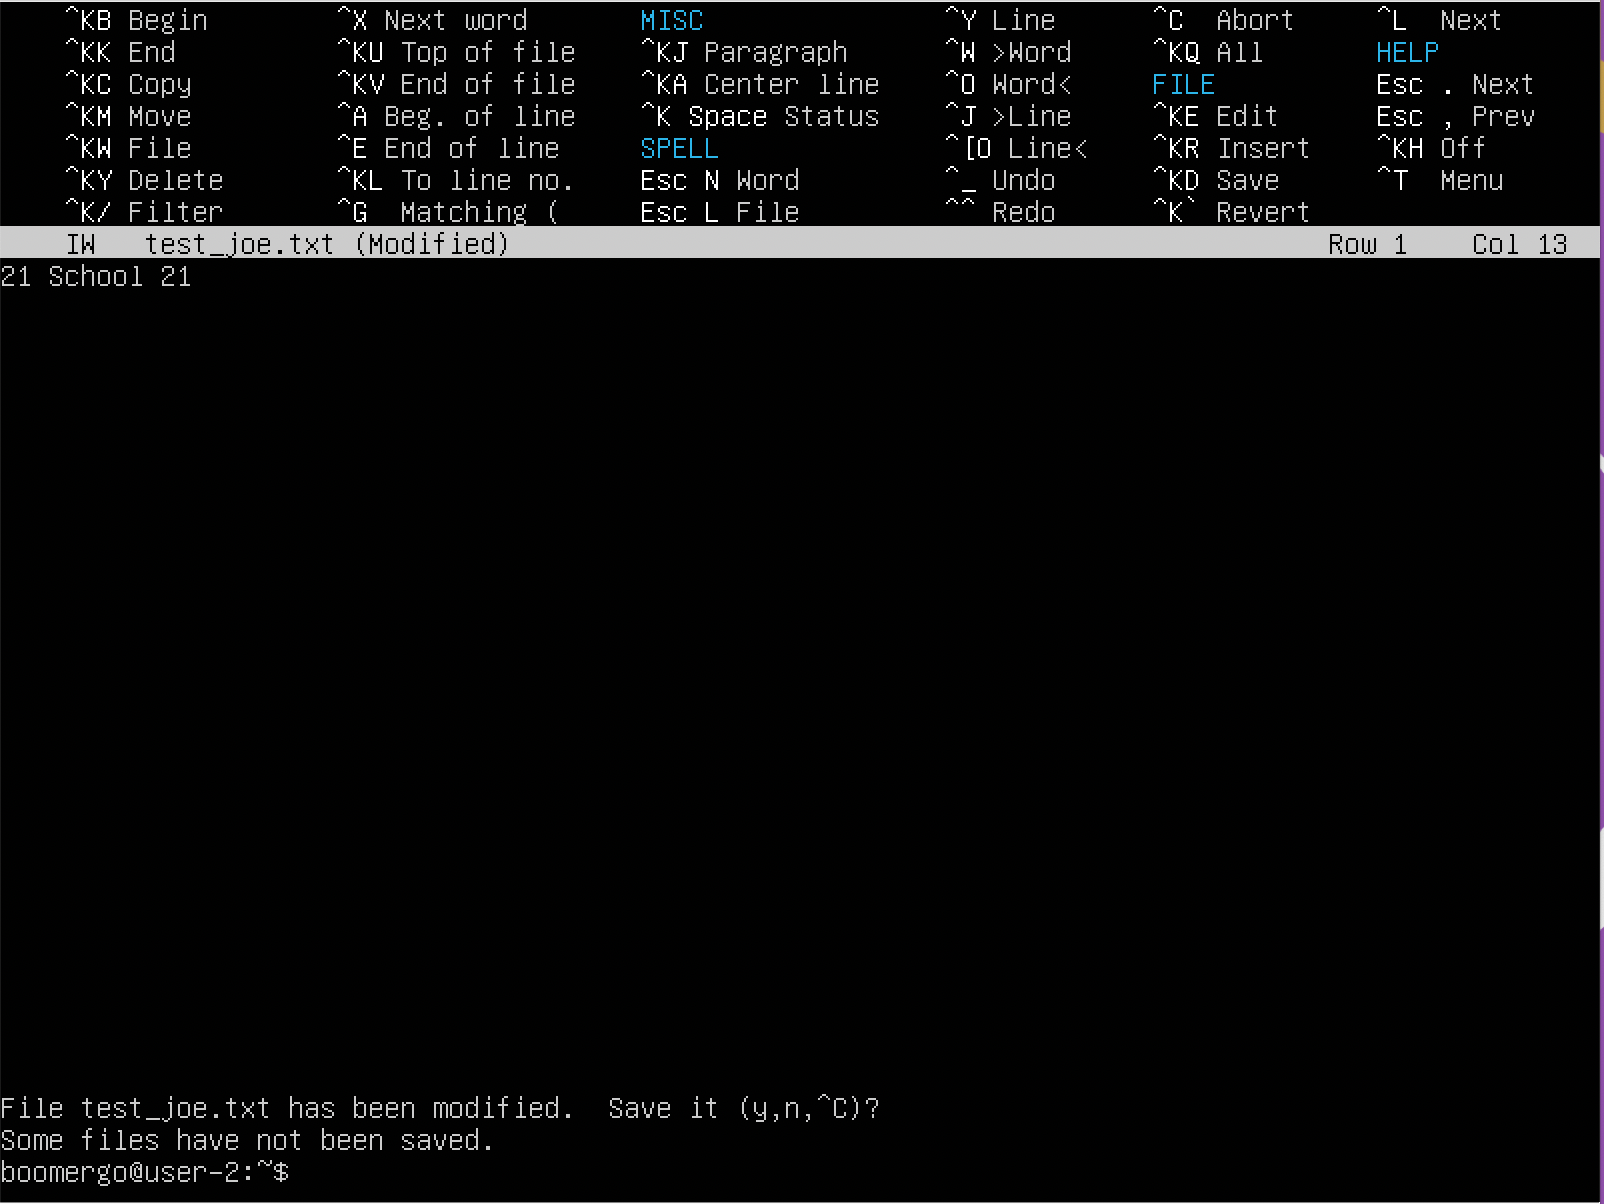 ^KB Begin ^X Next word MISC ^Y Line ^C Abort ^L Next
^KK End ^KU Top of file ^KJ Paragraph ^W >Word ^KQ All HELP
^KC Copy ^KV End of file ^KA Center line ^O Word< FILE Esc . Next
^KM Move ^A Beg. of line ^K Space Status ^J >Line ^KE Edit Esc , Prev
^KW File ^E End of line SPELL ^[O Line< ^KR Insert ^KH Off
^KY Delete ^KL To line no. Esc N Word ^_ Undo ^KD Save ^T Menu
^K/ Filter ^G Matching ( Esc L File ^^ Redo ^K` Revert
IW test_joe.txt (Modified) Row 1 Col 13
21 School 21
File test_joe.txt has been modified. Save it (y,n,^C)?
Some files have not been saved.
boomergo@user-2:~$